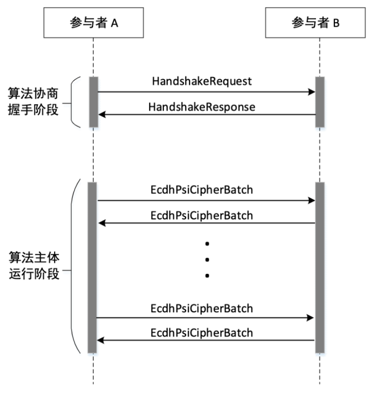 参与者 A
参与者 B
算法协商
握手阶段
HandshakeRequest
HandshakeResponse
算法主体
运行阶段
EcdhPsiCipherBatch
EcdhPsiCipherBatch
EcdhPsiCipherBatch
EcdhPsiCipherBatch